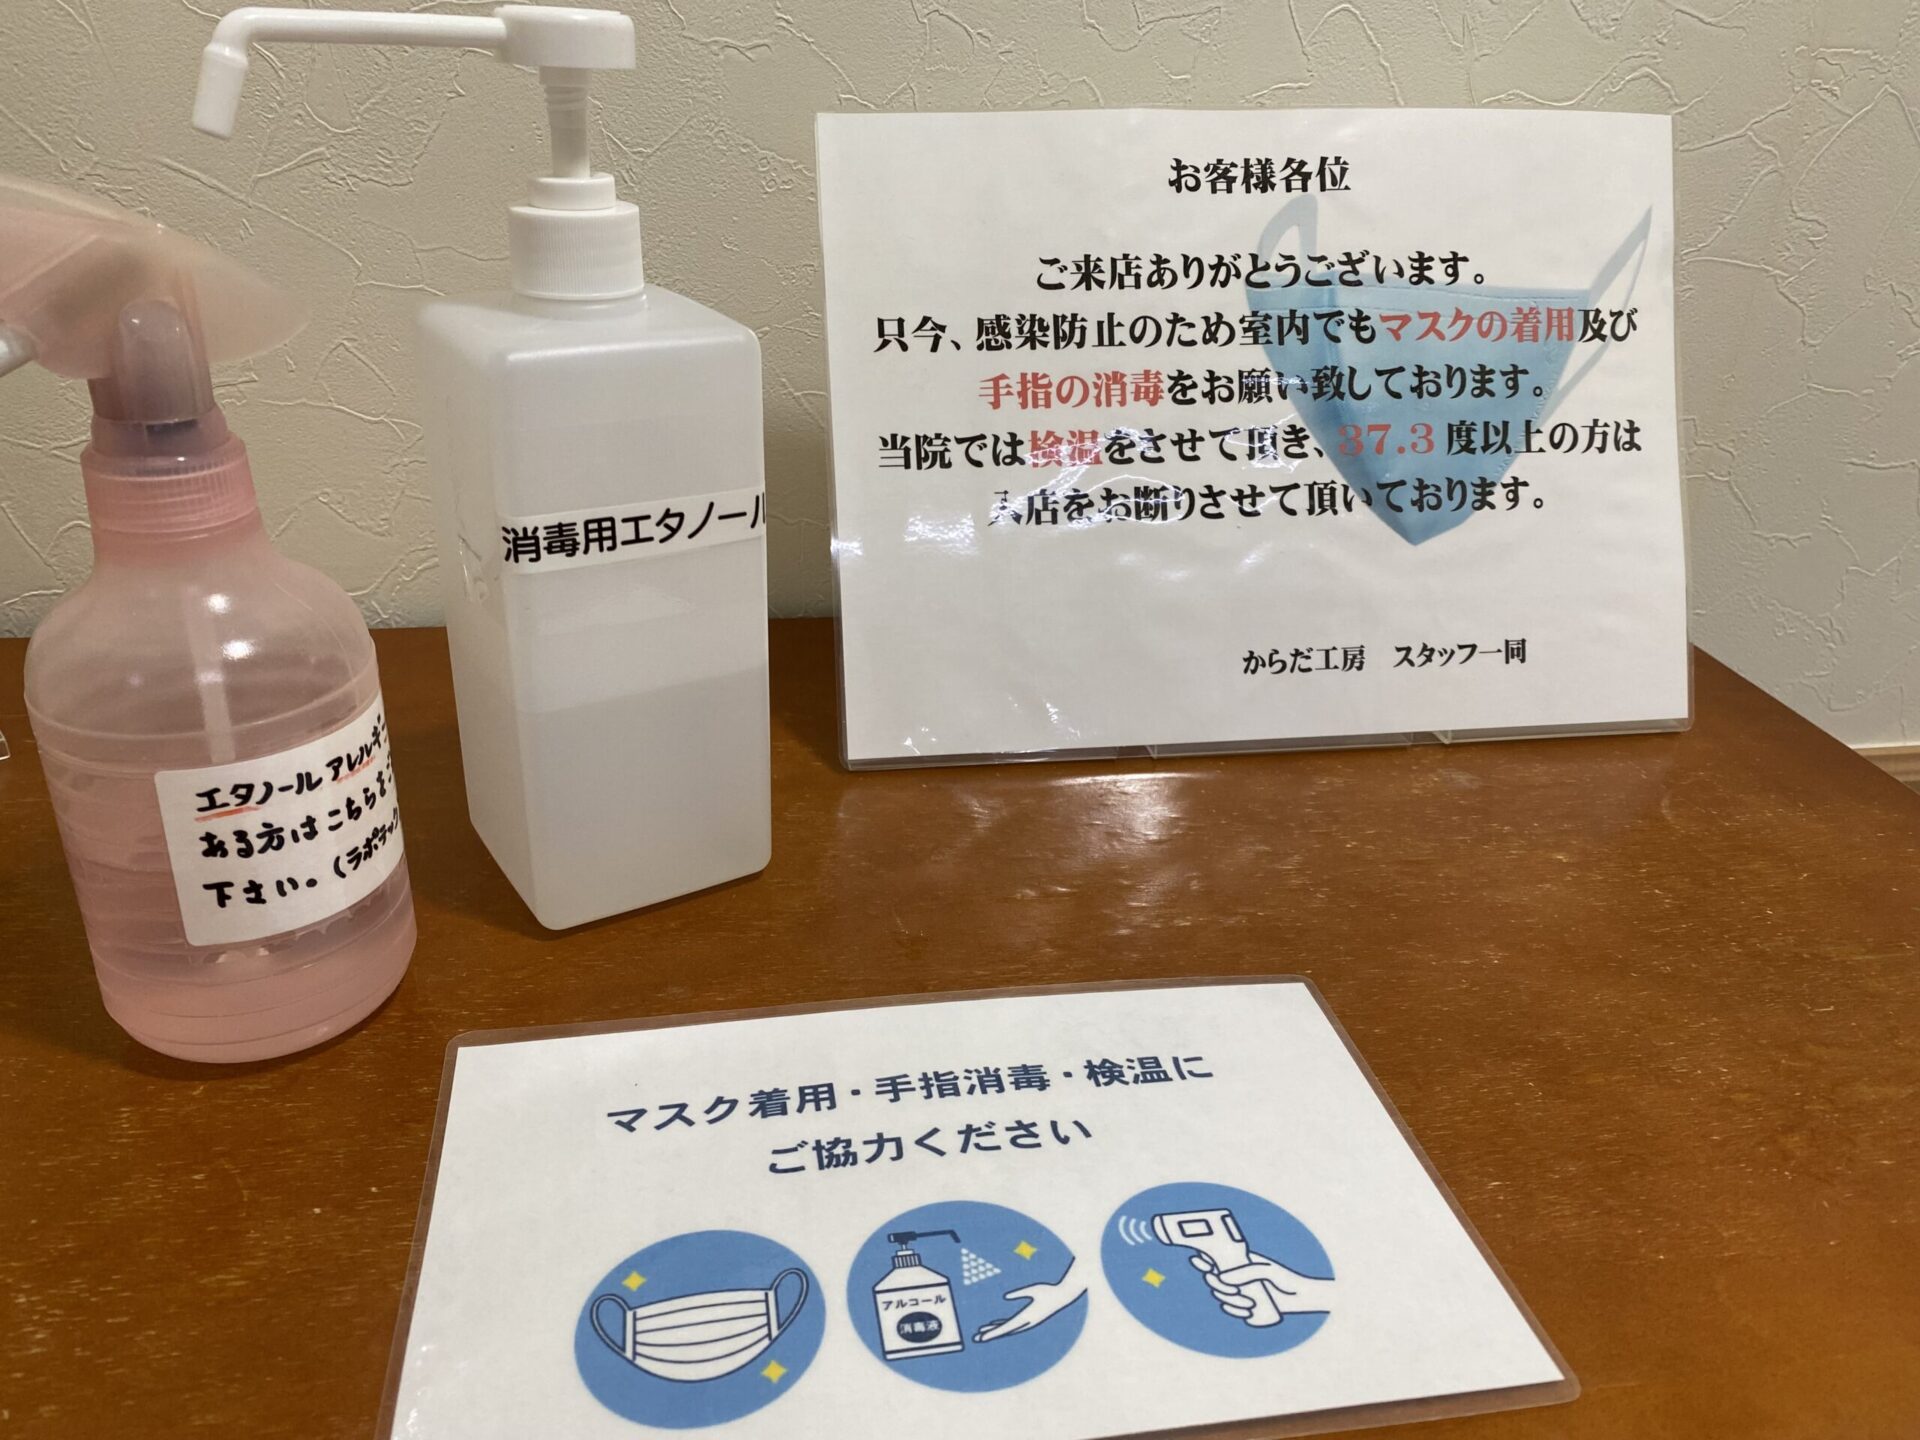 お客様各位
ご来店ありがとうございます。
只今、感染防止のため室内でもマスクの着用及び
手指の消毒をお願い致しております。
当院では検温をさせて頂き、37.3度以上の方は
入店をお断りさせて頂いております。
からだ工房 スタッフ一同
消毒用エタノール
エタノールアレルギー
ある方はこちらを
下さい。(ラポテック
マスク着用・手指消毒・検温に
ご協力ください
アルコール
消毒液